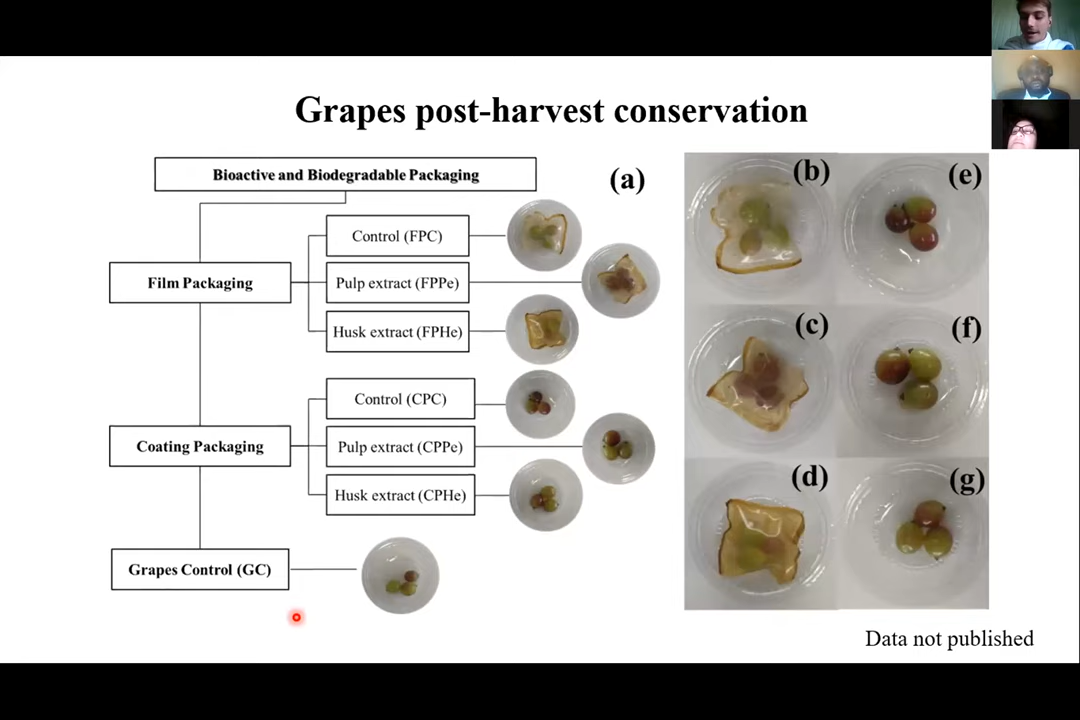 Grapes post-harvest conservation
Bioactive and Biodegradable Packaging
(a)
Film Packaging
Control (FPC)
Pulp extract (FPPe)
Husk extract (FPHe)
Coating Packaging
Control (CPC)
Pulp extract (CPPe)
Husk extract (CPHe)
Grapes Control (GC)
(b)
(e)
(c)
(f)
(d)
(g)
Data not published